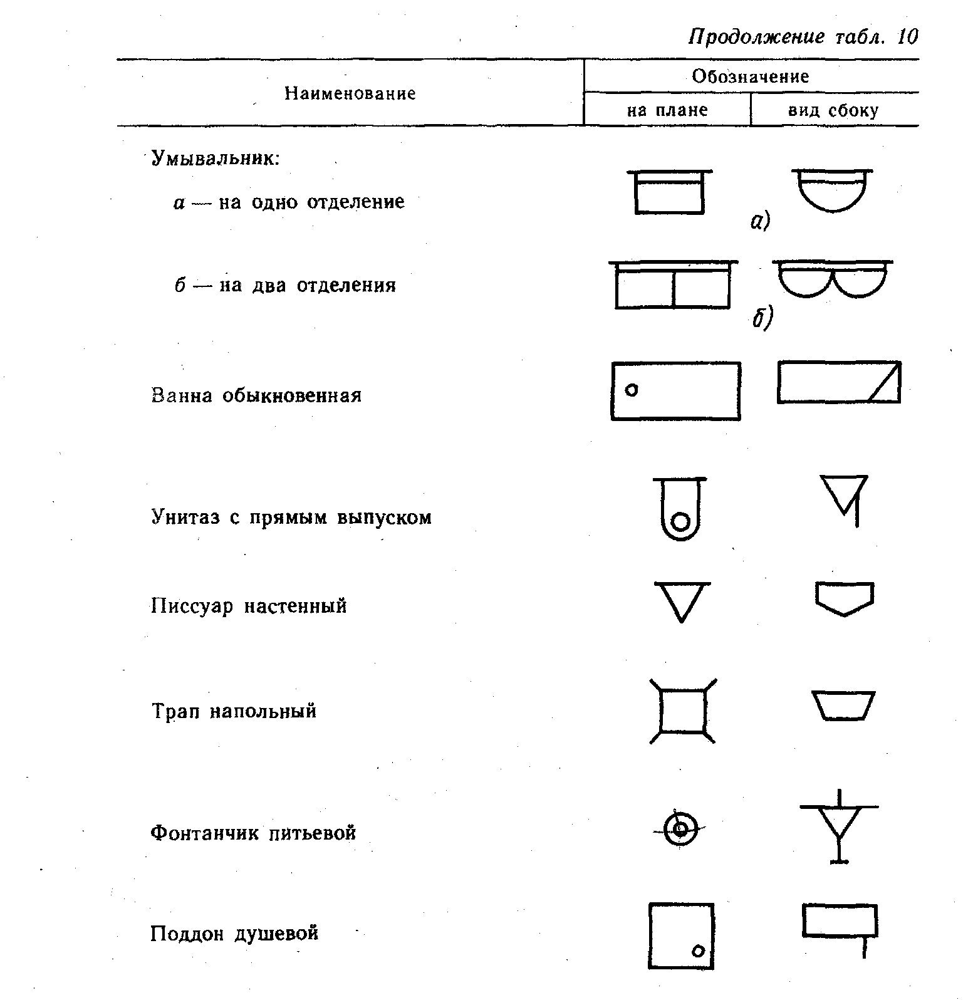 Продолжение табл. 10
Наименование
Обозначение
на плане
вид сбоку
Умывальник:
а — на одно отделение
а)
б — на два отделения
б)
Ванна обыкновенная
Унитаз с прямым выпуском
Писсуар настенный
Трап напольный
Фонтанчик питьевой
Поддон душевой